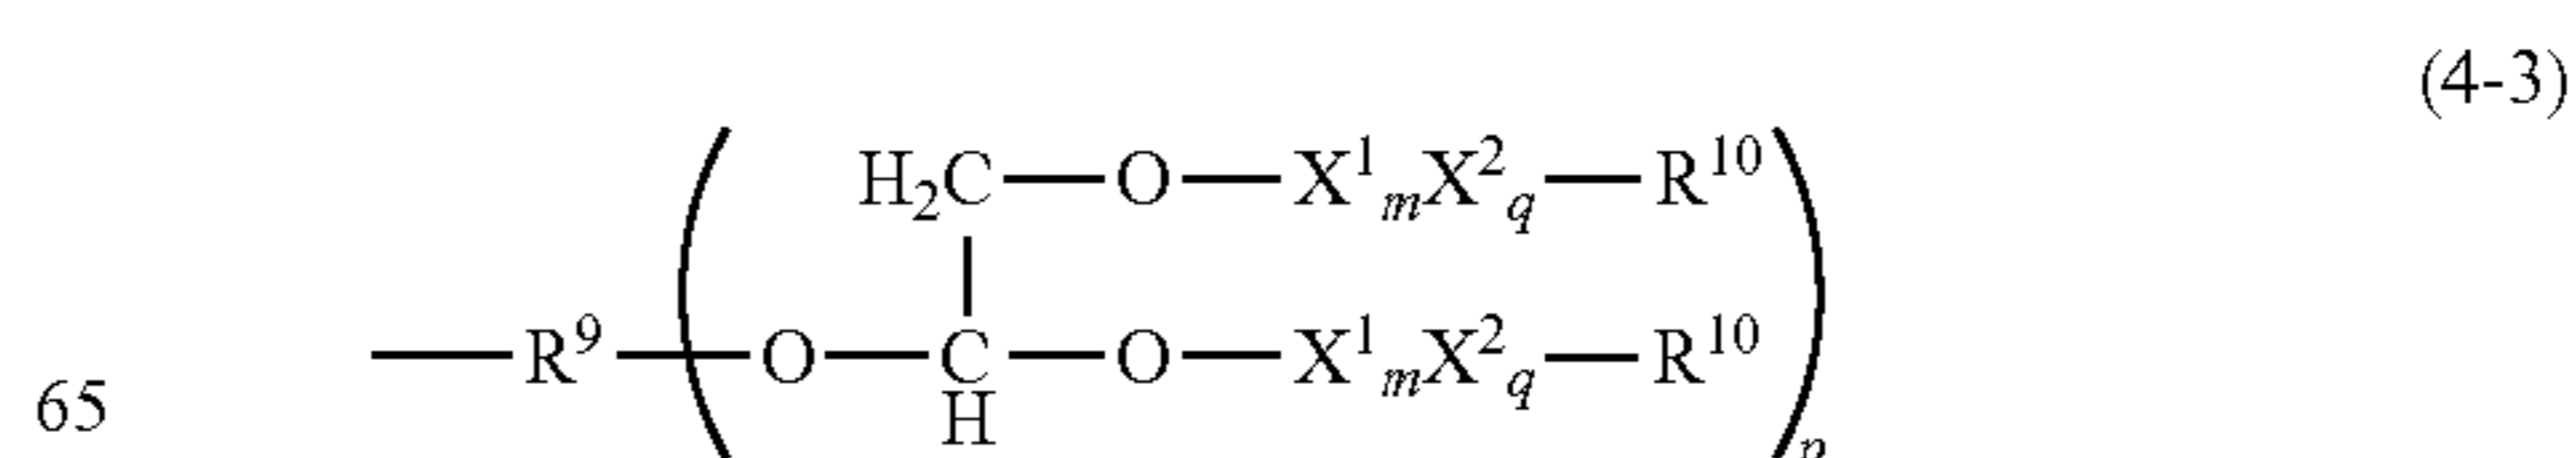 (4-3)
H₂C—O—X¹ₘX²q—R¹⁰
—R⁹—(O—C—O—X¹ₘX²q—R¹⁰)
65
H